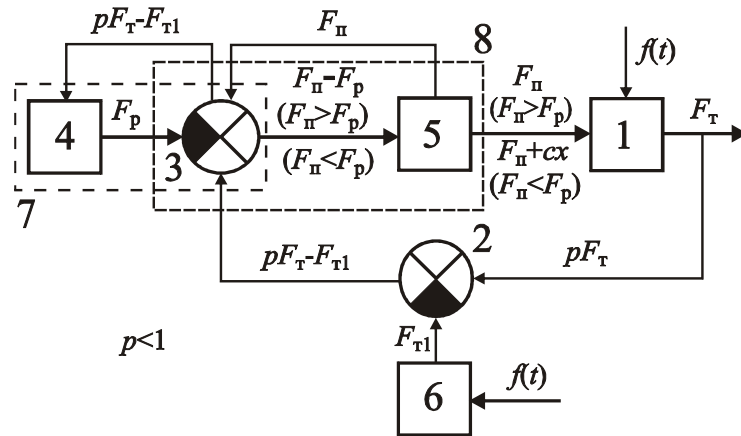 pFт-Fт1
Fп
8
f(t)
4
Fр
3
Fп-Fр
(Fп>Fр)
(Fп<Fр)
5
Fп
(Fп>Fр)
Fп+cx
(Fп<Fр)
1
Fт
7
pFт-Fт1
2
pFт
p<1
Fт1
6
f(t)